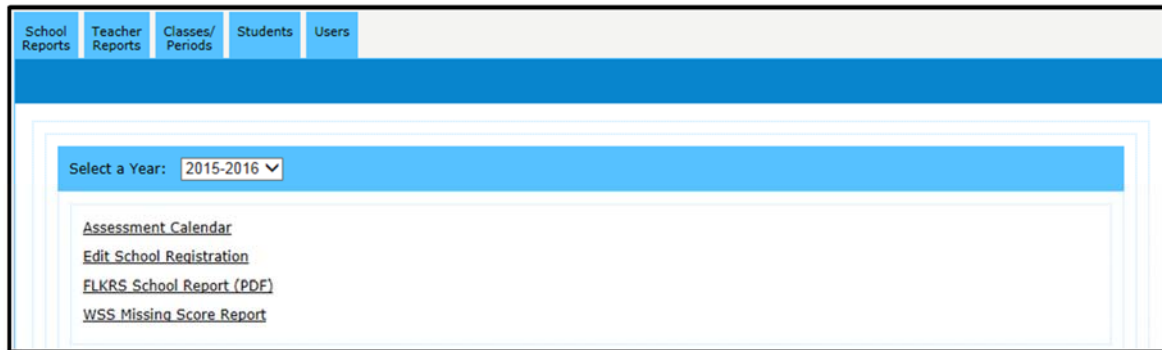 School Reports
Teacher Reports
Classes/ Periods
Students
Users
Select a Year: 2015-2016
Assessment Calendar
Edit School Registration
FLKRS School Report (PDF)
WSS Missing Score Report